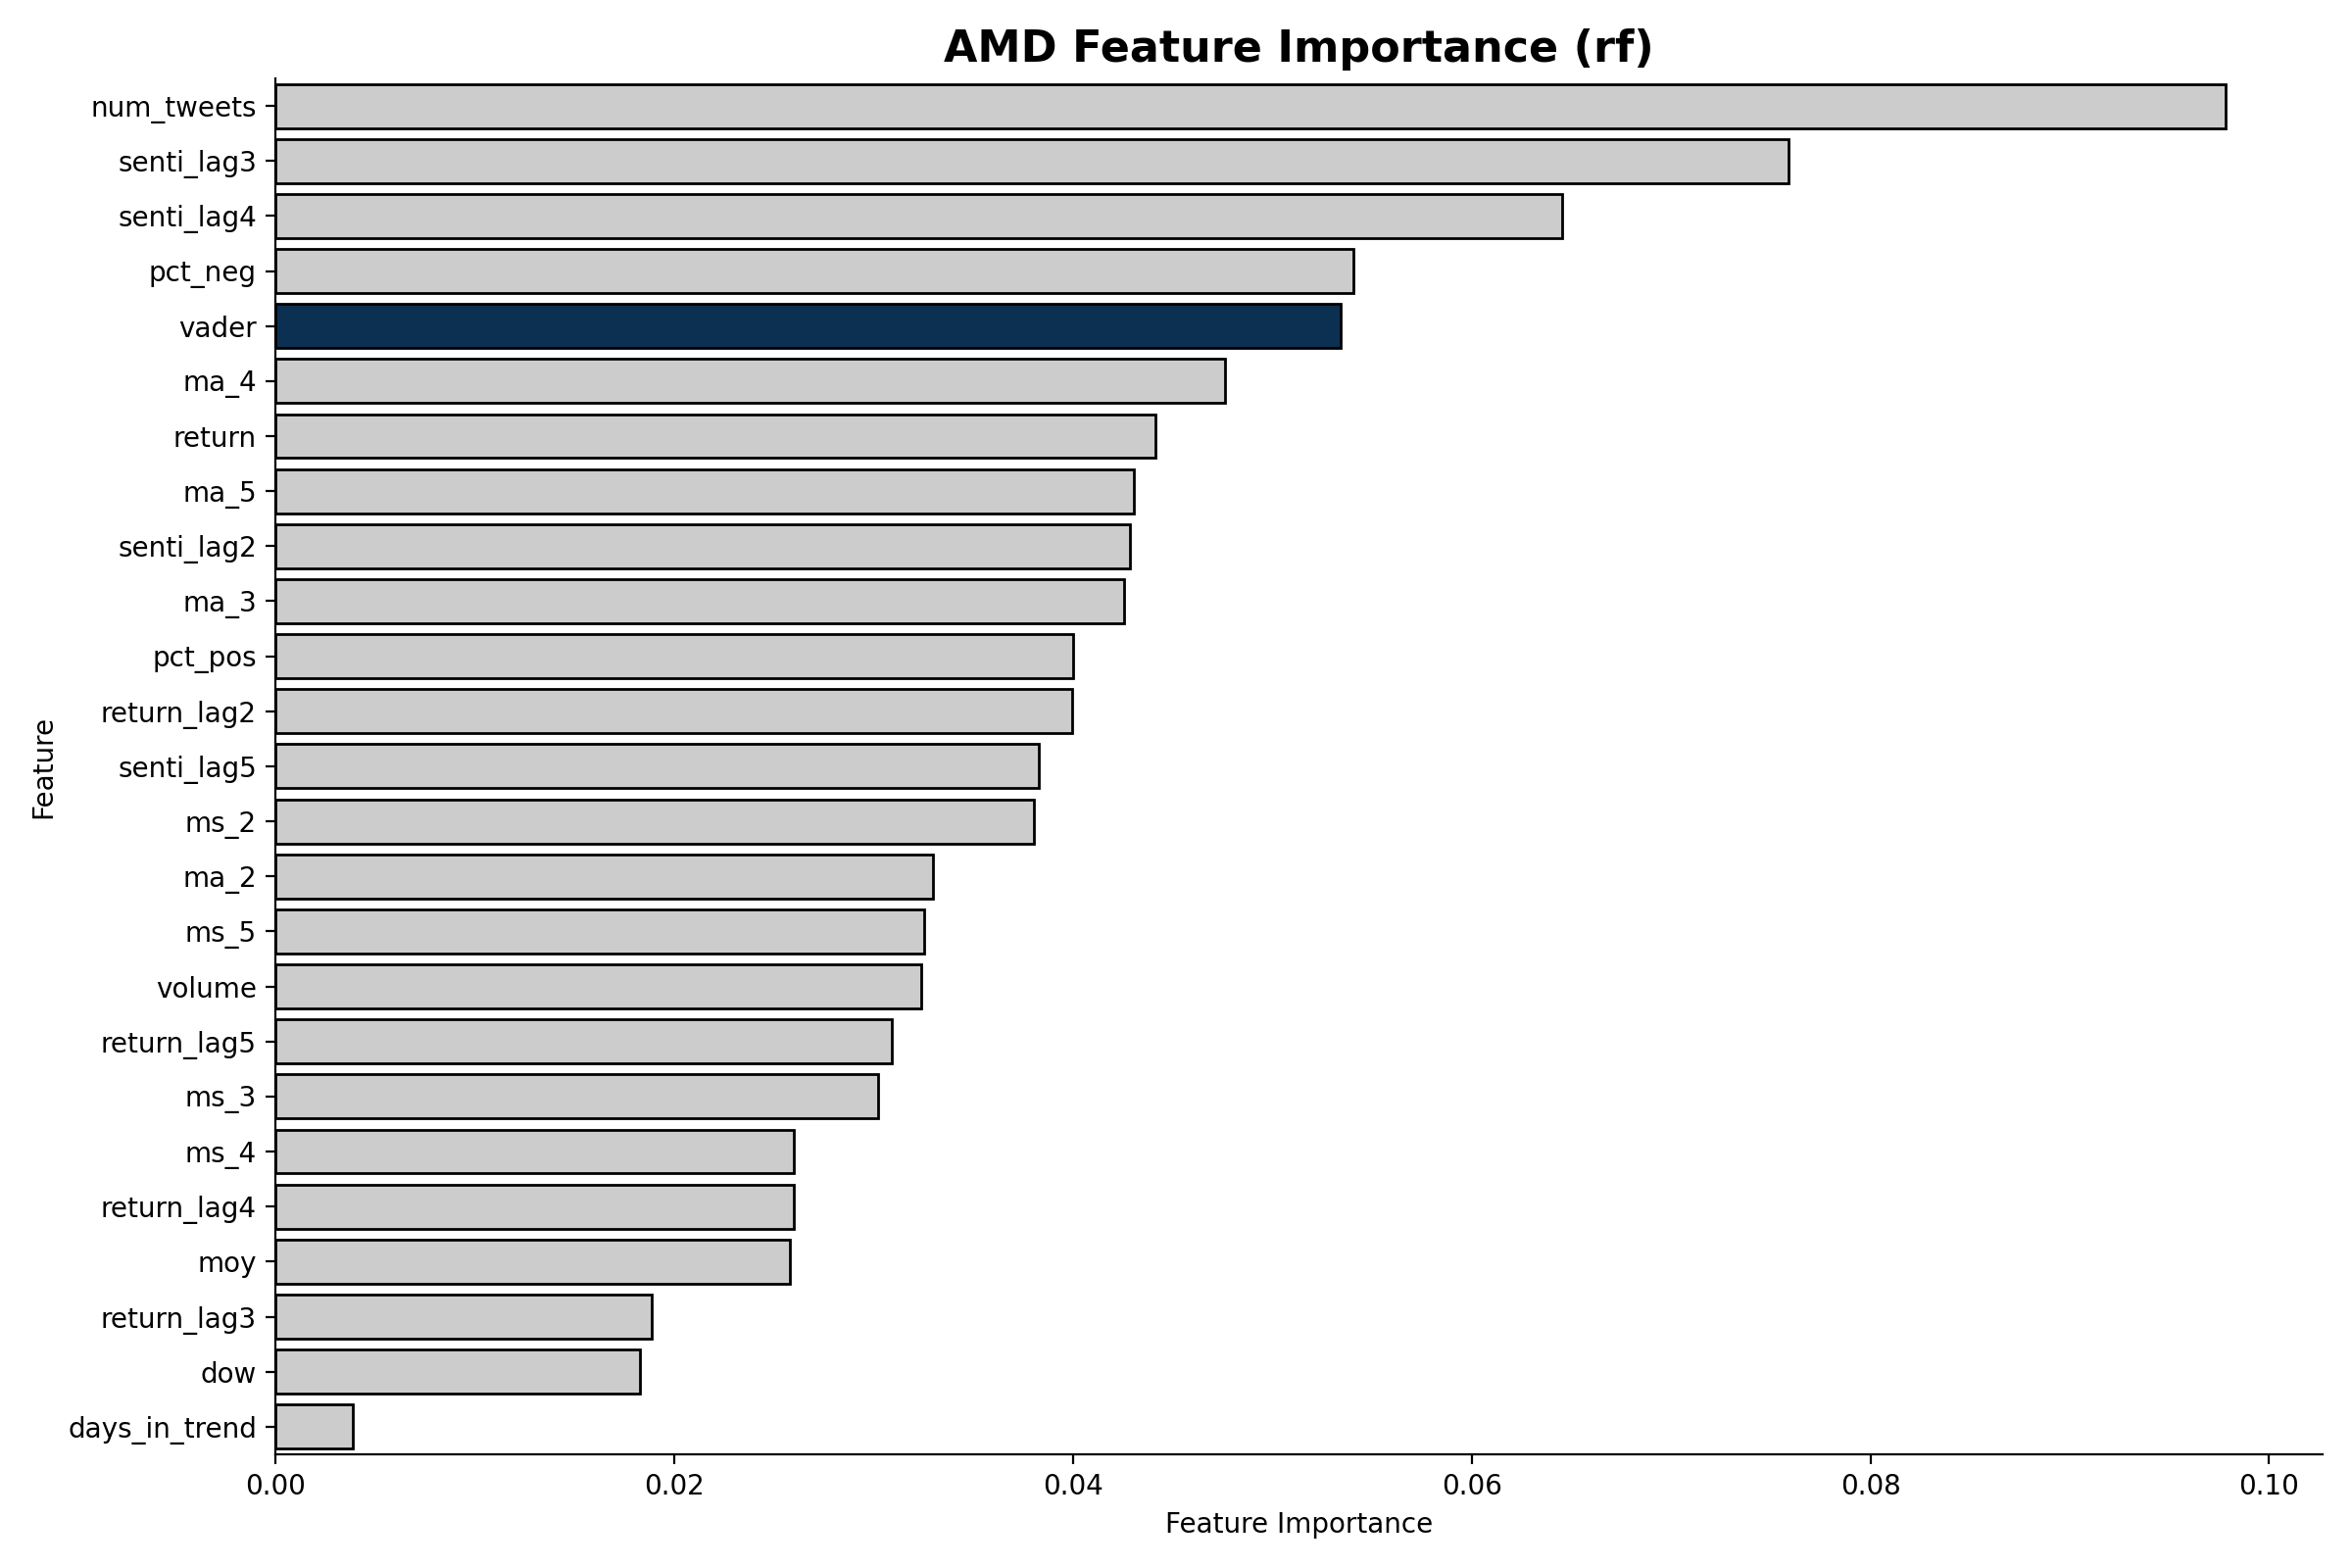 AMD Feature Importance (rf)
num_tweets
senti_lag3
senti_lag4
pct_neg
vader
ma_4
return
ma_5
senti_lag2
ma_3
pct_pos
return_lag2
senti_lag5
ms_2
ma_2
ms_5
volume
return_lag5
ms_3
ms_4
return_lag4
moy
return_lag3
dow
days_in_trend
Feature
0.00 0.02 0.04 0.06 0.08 0.10
Feature Importance